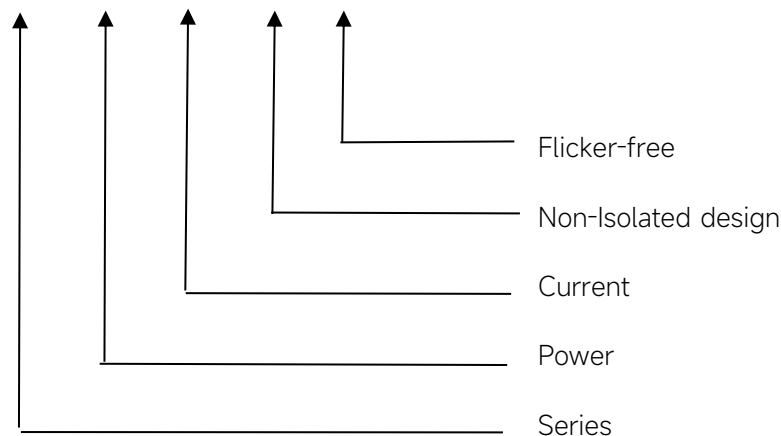 Flicker-free
Non-Isolated design
Current
Power
Series